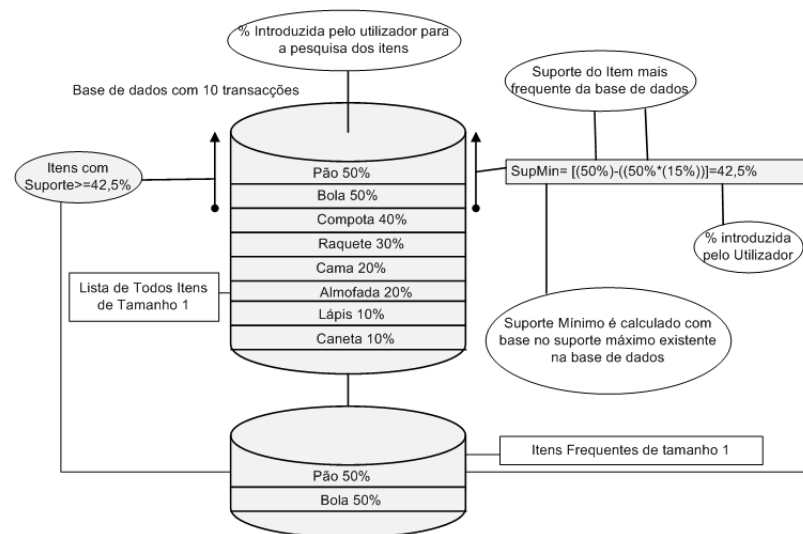 % Introduzida pelo utilizador para
a pesquisa dos itens
Base de dados com 10 transacções
Suporte do Item mais
frequente da base de dados
Itens com
Suporte>=42,5%
Pão 50%
Bola 50%
Compota 40%
Raquete 30%
Cama 20%
Almofada 20%
Lápis 10%
Caneta 10%
SupMin= [(50%)-((50%*(15%))]=42,5%
% introduzida
pelo Utilizador
Lista de Todos Itens
de Tamanho 1
Suporte Mínimo é calculado com
base no suporte máximo existente
na base de dados
Itens Frequentes de tamanho 1
Pão 50%
Bola 50%